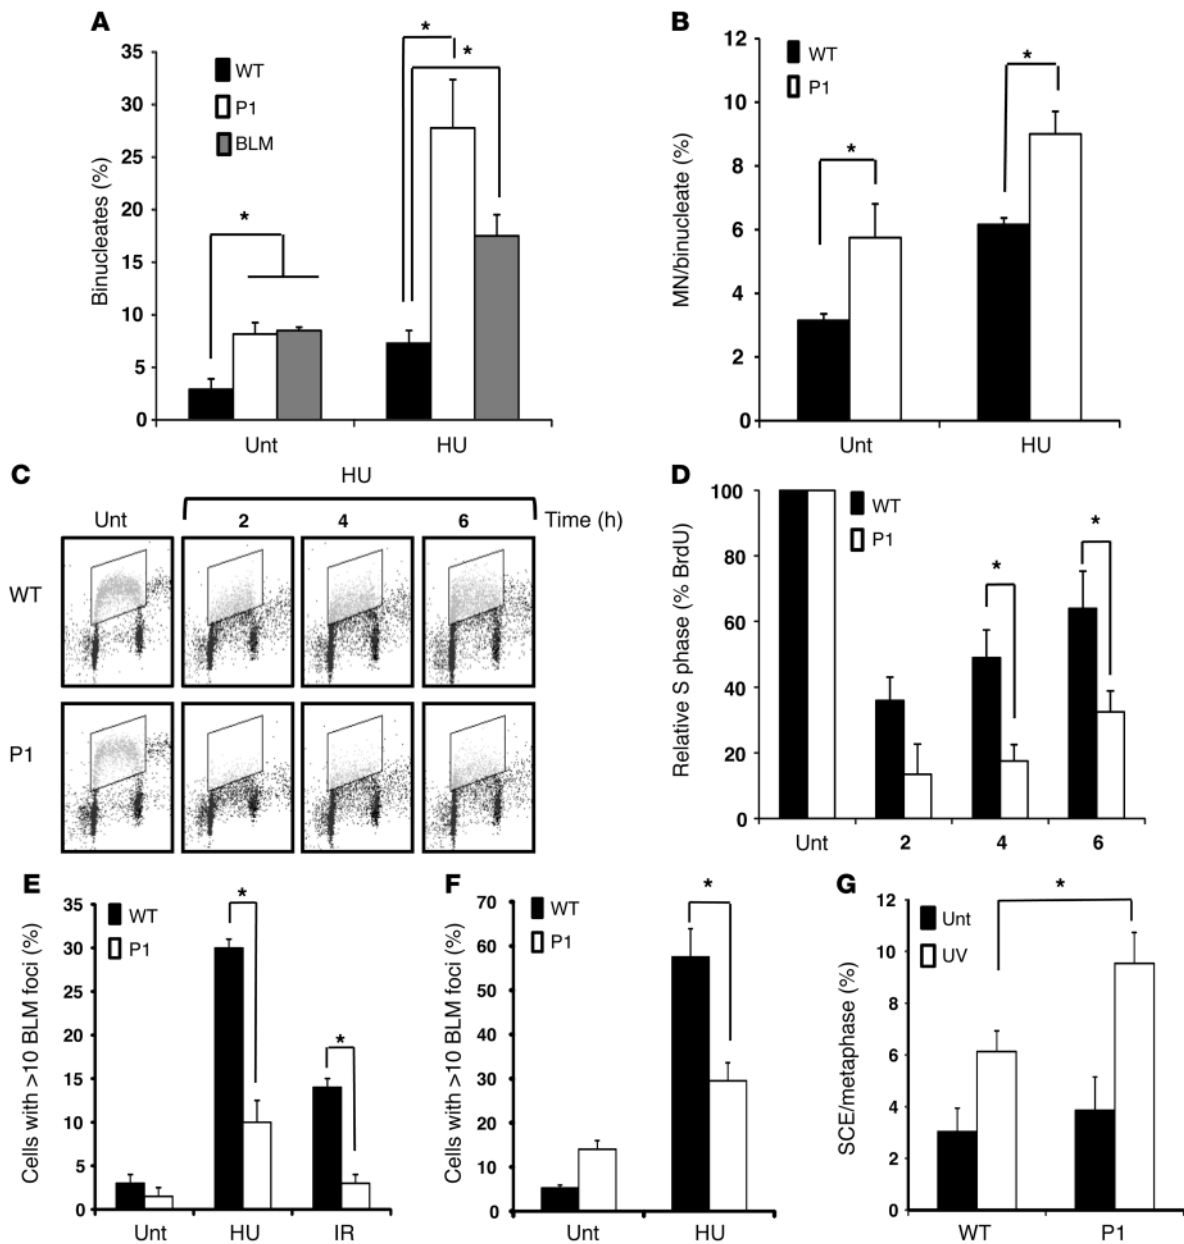 A
Binucleates (%)
35
30
25
20
15
10
5
0
WT
P1
BLM
*
*
*
Unt
HU
B
MN/binucleate (%)
12
10
8
6
4
2
0
WT
P1
*
*
Unt
HU
C
HU
Unt
2
4
6
Time (h)
WT
P1
D
Relative S phase (% BrdU)
100
80
60
40
20
0
WT
P1
*
*
Unt
2
4
6
E
Cells with >10 BLM foci (%)
35
30
25
20
15
10
5
0
WT
P1
*
*
Unt
HU
IR
F
Cells with >10 BLM foci (%)
70
60
50
40
30
20
10
0
WT
P1
*
Unt
HU
G
SCE/metaphase (%)
12
10
8
6
4
2
0
Unt
UV
*
WT
P1